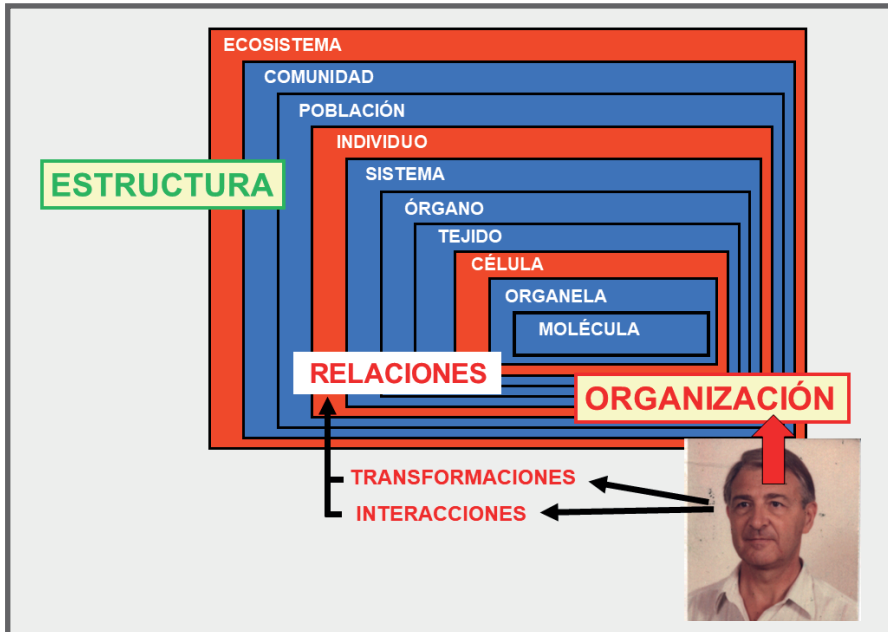 ECOSISTEMA
COMUNIDAD
POBLACIÓN
INDIVIDUO
ESTRUCTURA
SISTEMA
ÓRGANO
TEJIDO
CÉLULA
ORGANELA
MOLÉCULA
RELACIONES
ORGANIZACIÓN
TRANSFORMACIONES
INTERACCIONES